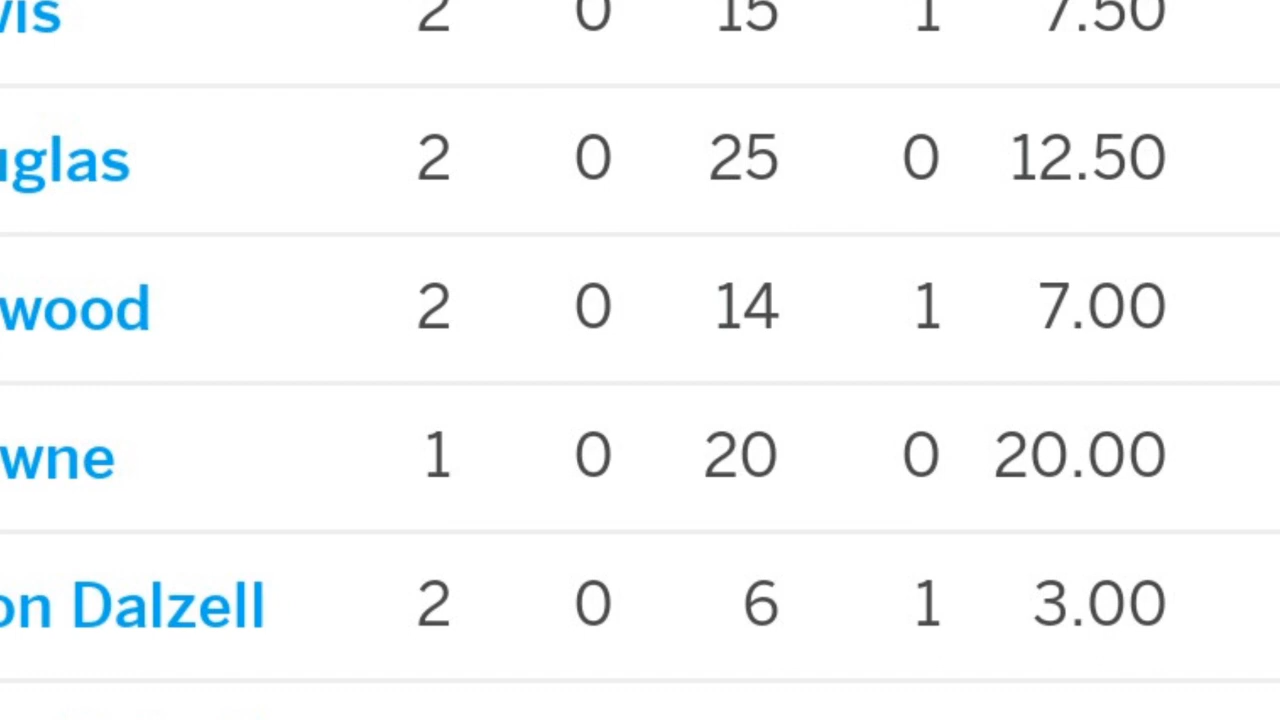 vis 2 0 15 1 7.50
uglas 2 0 25 0 12.50
wood 2 0 14 1 7.00
wne 1 0 20 0 20.00
on Dalzell 2 0 6 1 3.00